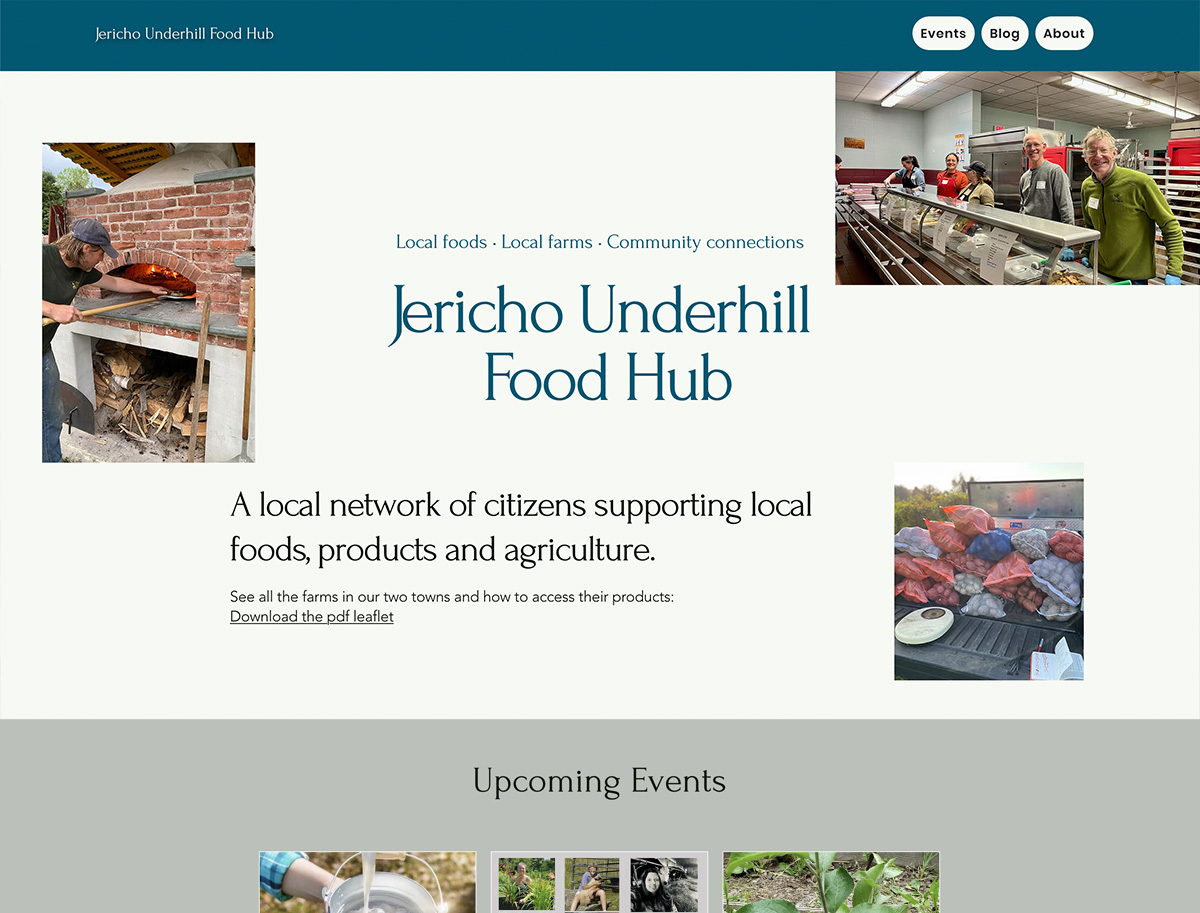 Jericho Underhill Food Hub
Events
Blog
About
Local foods · Local farms · Community connections
Jericho Underhill
Food Hub
A local network of citizens supporting local
foods, products and agriculture.
See all the farms in our two towns and how to access their products:
Download the pdf leaflet
Upcoming Events